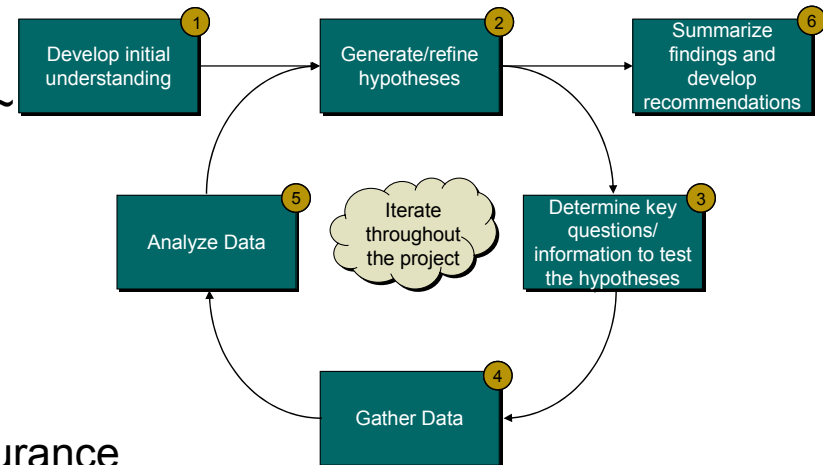 1
Develop initial
understanding
2
Generate/refine
hypotheses
6
Summarize
findings and
develop
recommendations
~
5
Analyze Data
Iterate
throughout
the project
3
Determine key
questions/
information to test
the hypotheses
4
Gather Data
urance